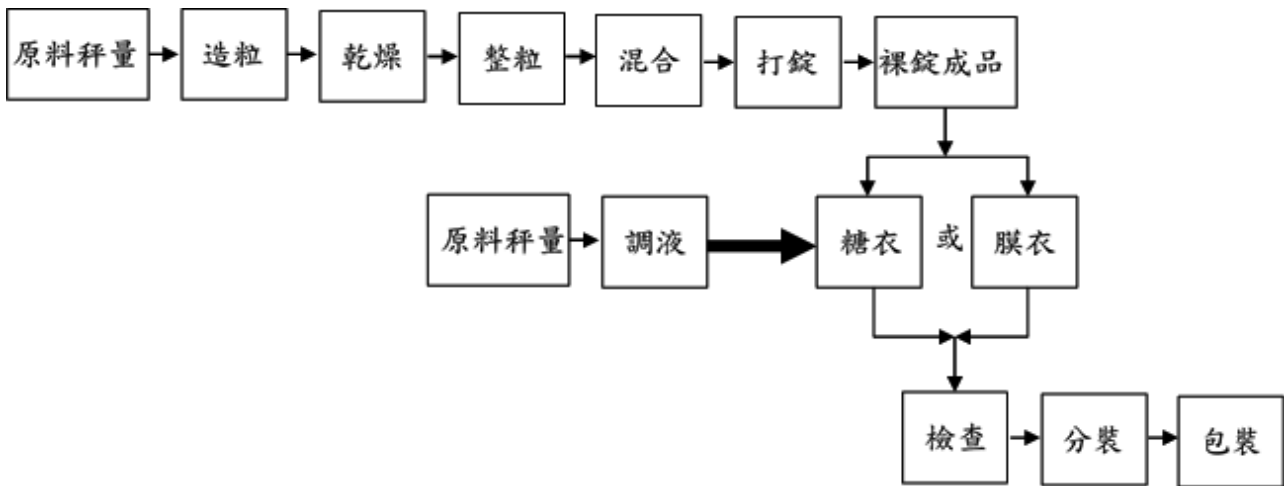 原料秤量 造粒 乾燥 整粒 混合 打錠 裸錠成品
原料秤量 調液 糖衣 或 膜衣
檢查 分裝 包裝